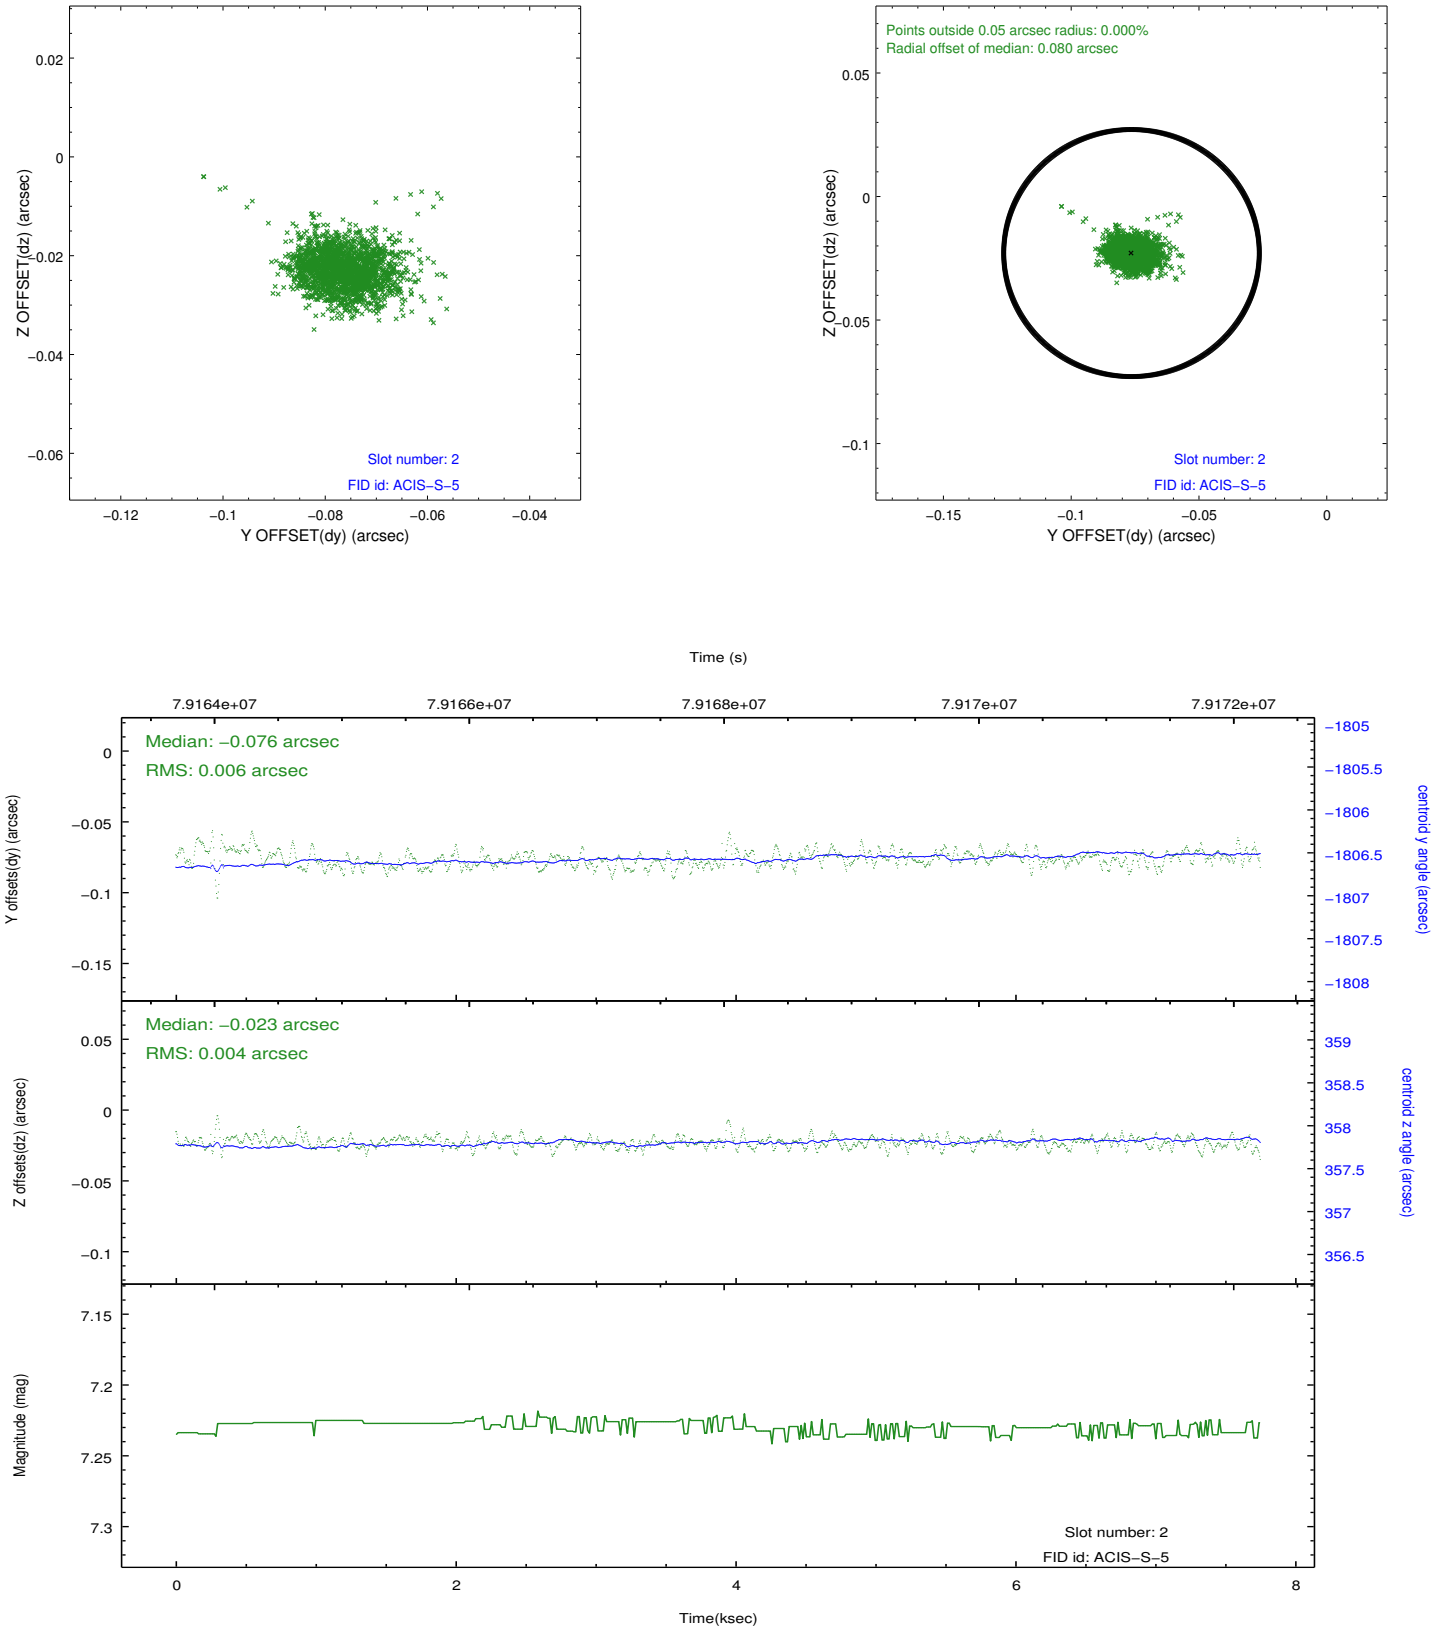 0.02
0
−0.02
−0.04
−0.06
Z OFFSET(dz) (arcsec)
Slot number: 2
FID id: ACIS−S−5
−0.12
−0.1
−0.08
−0.06
−0.04
Y OFFSET(dy) (arcsec)
Points outside 0.05 arcsec radius: 0.000%
Radial offset of median: 0.080 arcsec
0.05
0
−0.05
−0.1
Z OFFSET(dz) (arcsec)
Slot number: 2
FID id: ACIS−S−5
−0.15
−0.1
−0.05
0
Y OFFSET(dy) (arcsec)
Time (s)
7.9164e+07
7.9166e+07
7.9168e+07
7.917e+07
7.9172e+07
Median: −0.076 arcsec
RMS: 0.006 arcsec
0
−0.05
−0.1
−0.15
Y offsets(dy) (arcsec)
−1805
−1805.5
−1806
−1806.5
−1807
−1807.5
−1808
centroid y angle (arcsec)
Median: −0.023 arcsec
RMS: 0.004 arcsec
0.05
0
−0.05
−0.1
Z offsets(dz) (arcsec)
359
358.5
358
357.5
357
356.5
centroid z angle (arcsec)
7.15
7.2
7.25
7.3
Magnitude (mag)
Slot number: 2
FID id: ACIS−S−5
0
2
4
6
8
Time(ksec)